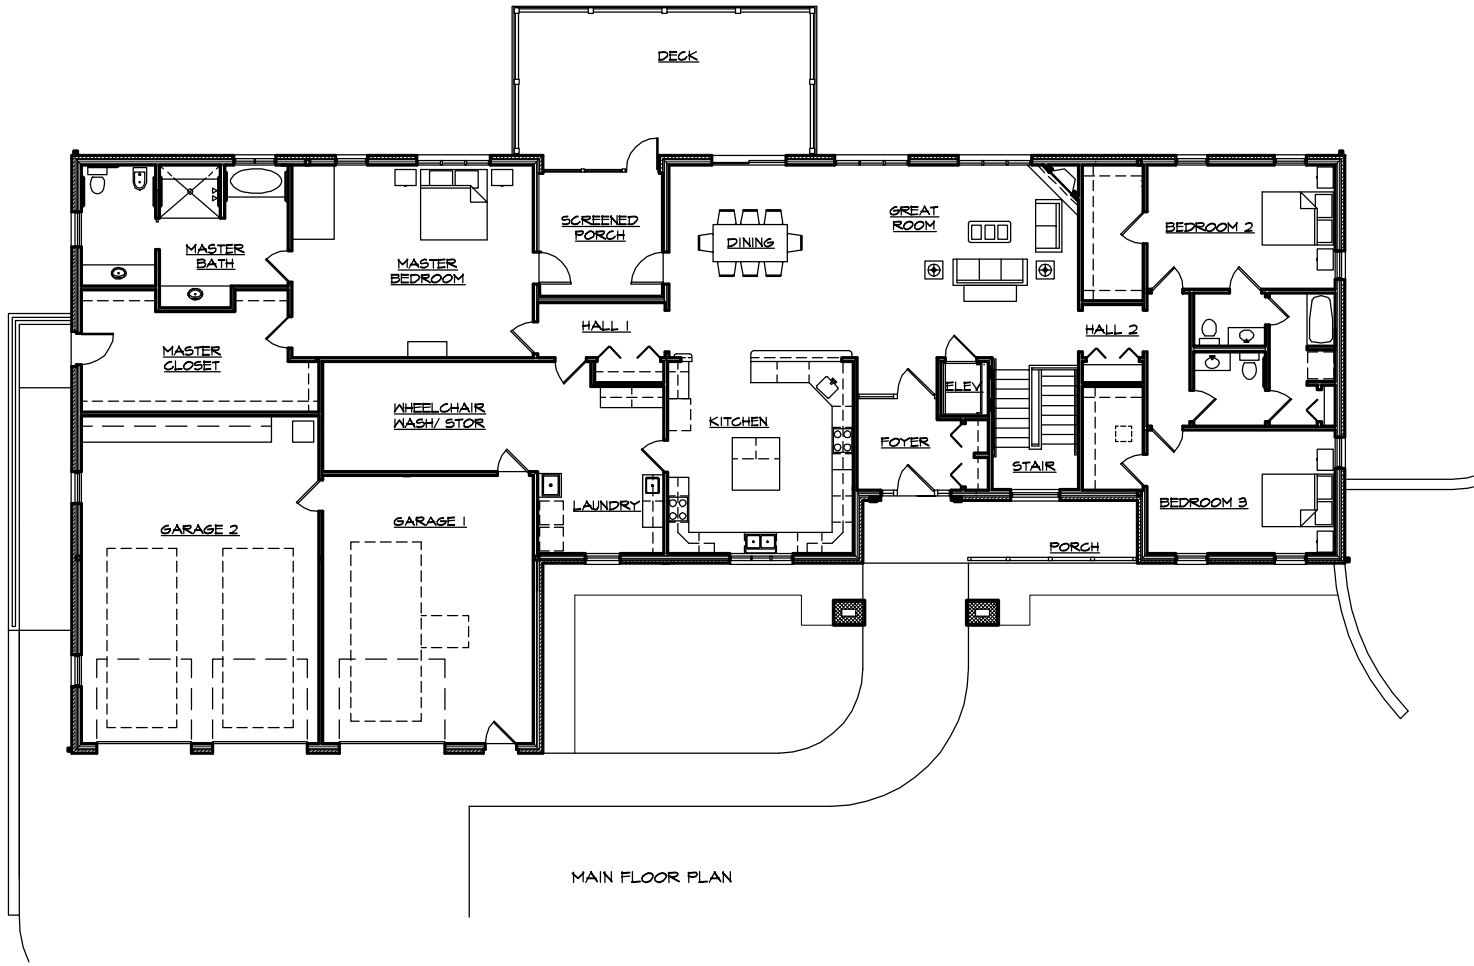 DECK
SCREENED
PORCH
GREAT
ROOM
DINING
BEDROOM 2
MASTER
BATH
MASTER
BEDROOM
HALL 1
HALL 2
MASTER
CLOSET
ELEV.
WHEELCHAIR
WASH/ STOR
KITCHEN
FOYER
STAIR
LAUNDRY
BEDROOM 3
GARAGE 2
GARAGE 1
PORCH
MAIN FLOOR PLAN